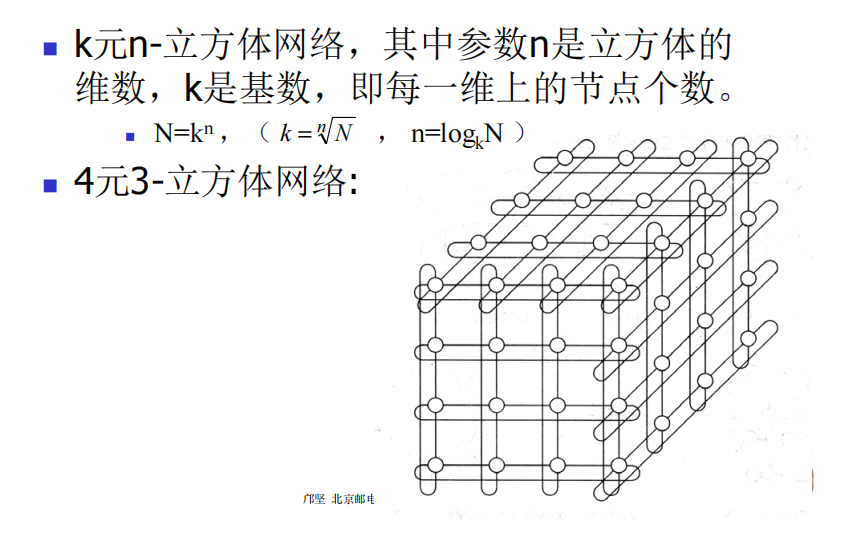 k元n-立方体网络，其中参数n是立方体的
维数，k是基数，即每一维上的节点个数。
N=kⁿ，（ k = ⁿ√N ， n=logₖN ）
4元3-立方体网络:
邝坚 北京邮电